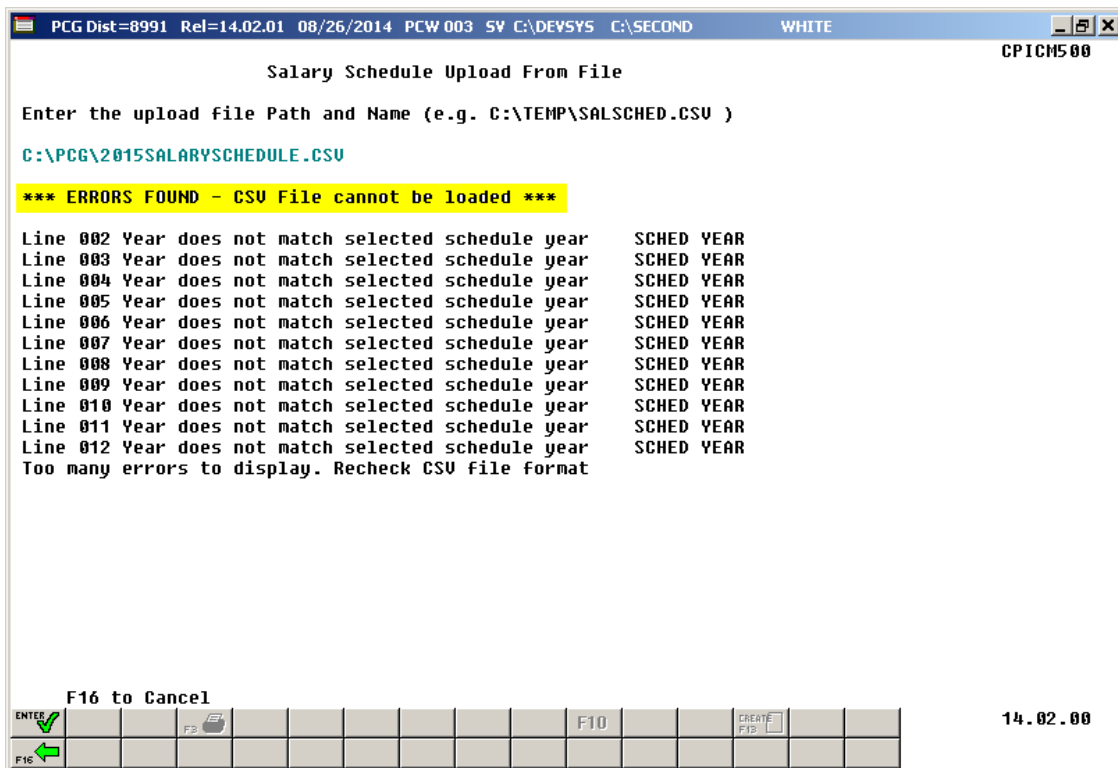 PCG Dist=8991 Rel=14.02.01 08/26/2014 PCW 003 SV C:\DEVSYS C:\SECOND WHITE
CPICM500
Salary Schedule Upload From File
Enter the upload file Path and Name (e.g. C:\TEMP\SALSCHED.CSV )
C:\PCG\2015SALARYSCHEDULE.CSV
*** ERRORS FOUND - CSV File cannot be loaded ***
Line 002 Year does not match selected schedule year SCHED YEAR
Line 003 Year does not match selected schedule year SCHED YEAR
Line 004 Year does not match selected schedule year SCHED YEAR
Line 005 Year does not match selected schedule year SCHED YEAR
Line 006 Year does not match selected schedule year SCHED YEAR
Line 007 Year does not match selected schedule year SCHED YEAR
Line 008 Year does not match selected schedule year SCHED YEAR
Line 009 Year does not match selected schedule year SCHED YEAR
Line 010 Year does not match selected schedule year SCHED YEAR
Line 011 Year does not match selected schedule year SCHED YEAR
Line 012 Year does not match selected schedule year SCHED YEAR
Too many errors to display. Recheck CSV file format
F16 to Cancel
ENTER F3 F10 CREATE F13 14.02.00
F16